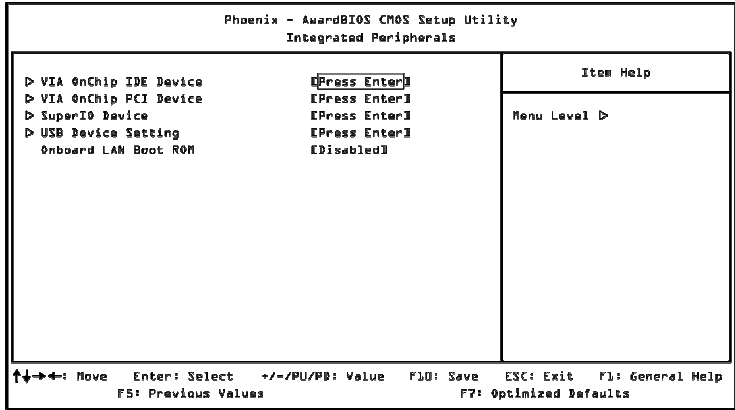 Phoenix - AwardBIOS CMOS Setup Utility
Integrated Peripherals
▷ VIA OnChip IDE Device [Press Enter]
▷ VIA OnChip PCI Device [Press Enter]
▷ SuperIO Device [Press Enter]
▷ USB Device Setting [Press Enter]
Onboard LAN Boot ROM [Disabled]
Item Help
Menu Level ▷
↑↓→←: Move Enter: Select +/-/PU/PD: Value F10: Save ESC: Exit F1: General Help
F5: Previous Values F7: Optimized Defaults